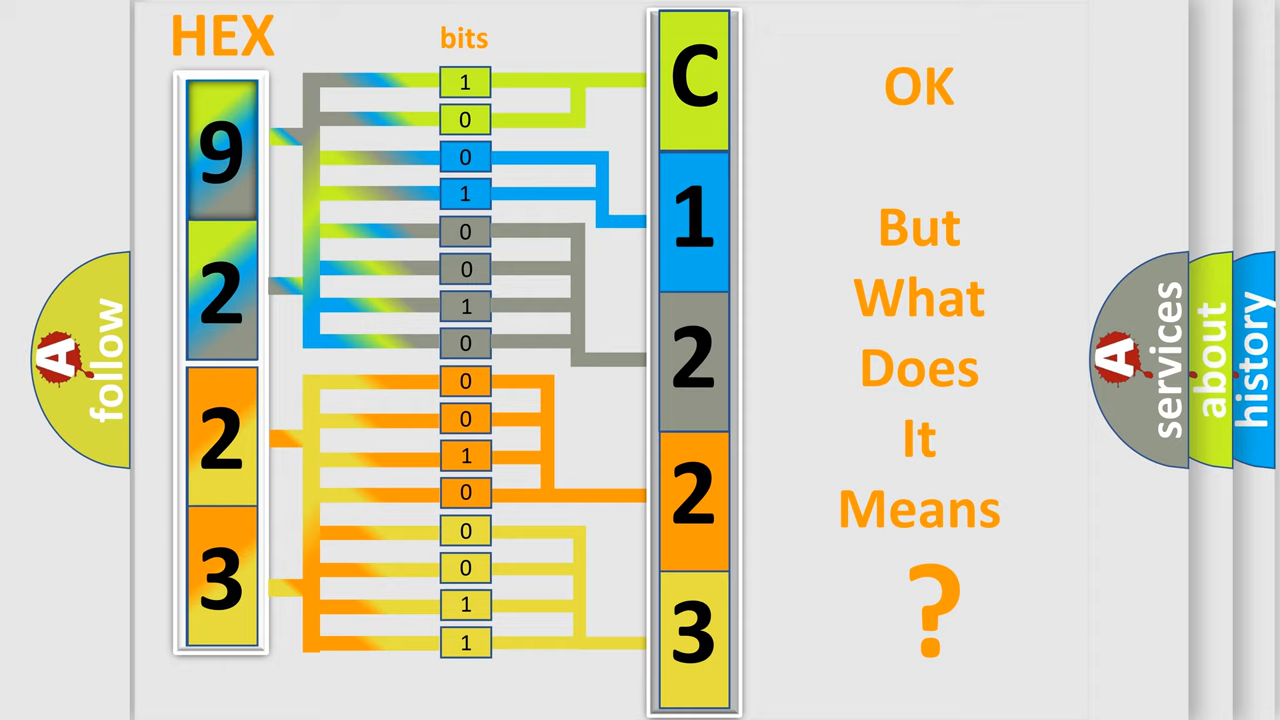 HEX
bits
9
2
2
3
1
0
0
1
0
0
1
0
0
0
1
0
0
0
1
1
C
1
2
2
3
OK
But
What
Does
It
Means
?
A
follow
A
services
about
history